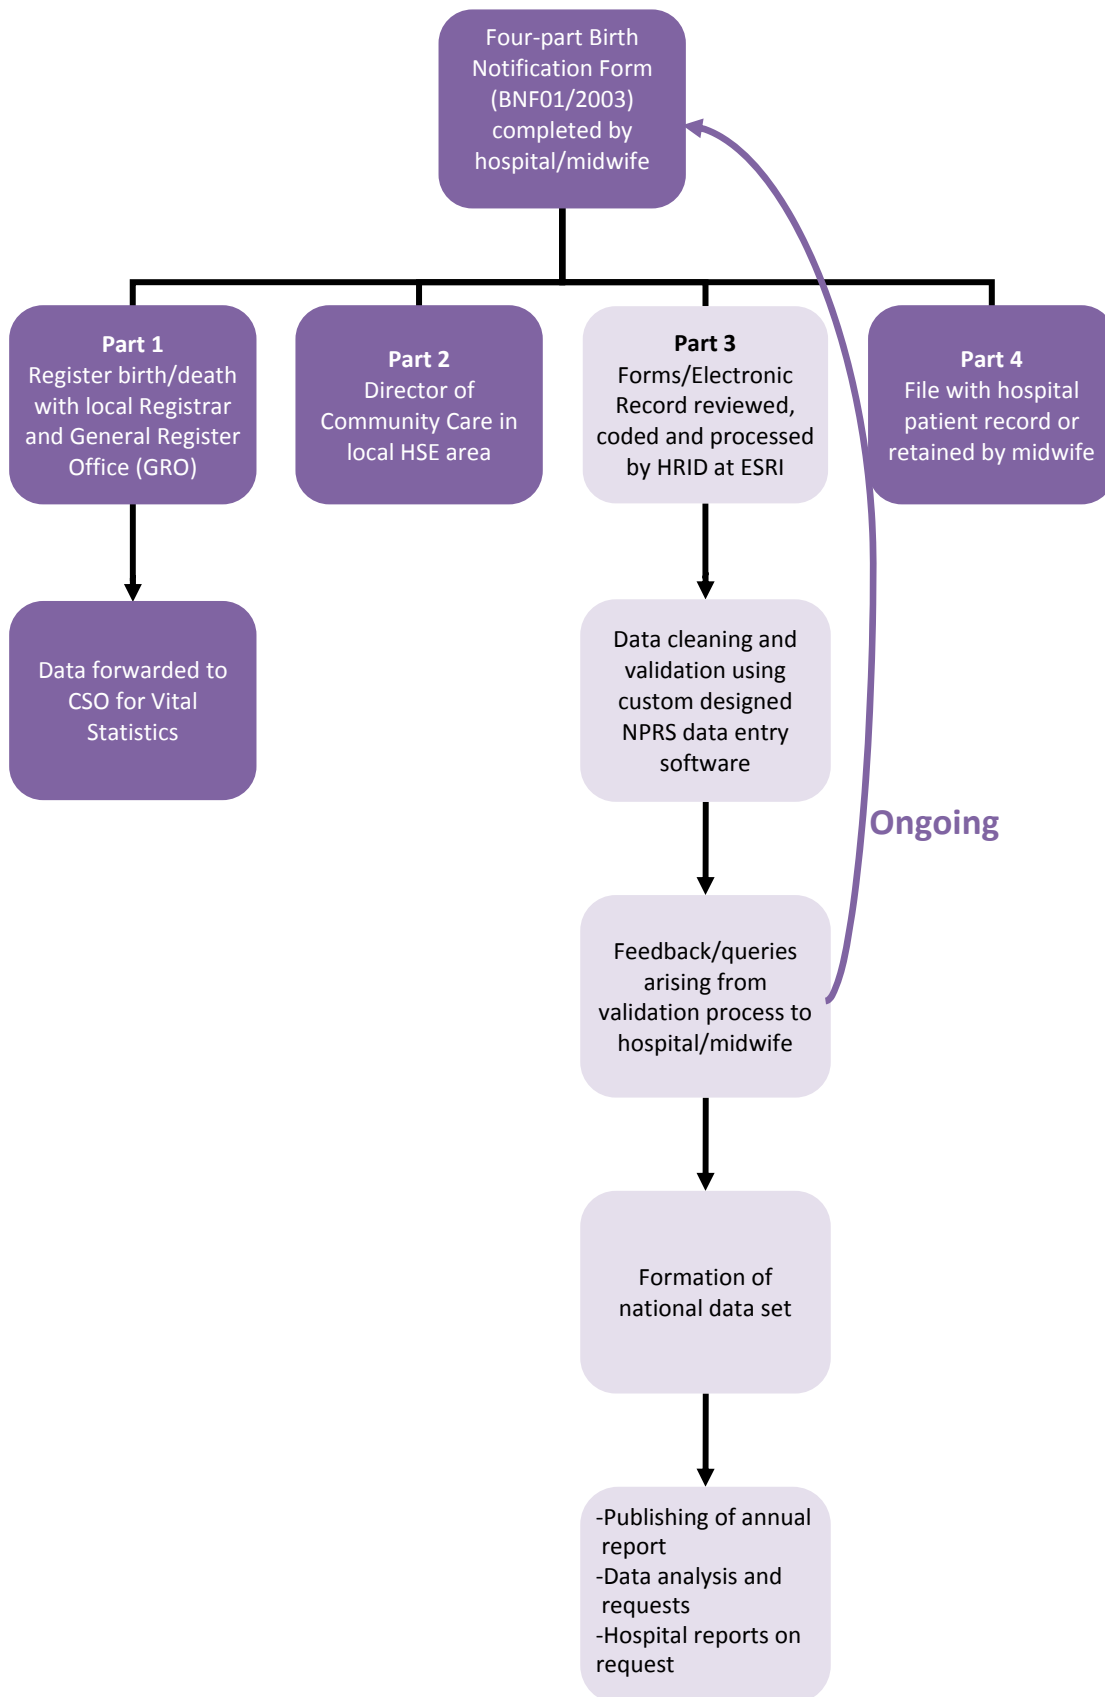 Four-part Birth
Notification Form
(BNF01/2003)
completed by
hospital/midwife
Part 1
Register birth/death
with local Registrar
and General Register
Office (GRO)
Part 2
Director of
Community Care in
local HSE area
Part 3
Forms/Electronic
Record reviewed,
coded and processed
by HRID at ESRI
Part 4
File with hospital
patient record or
retained by midwife
Data forwarded to
CSO for Vital
Statistics
Data cleaning and
validation using
custom designed
NPRS data entry
software
Ongoing
Feedback/queries
arising from
validation process to
hospital/midwife
Formation of
national data set
-Publishing of annual
report
-Data analysis and
requests
-Hospital reports on
request